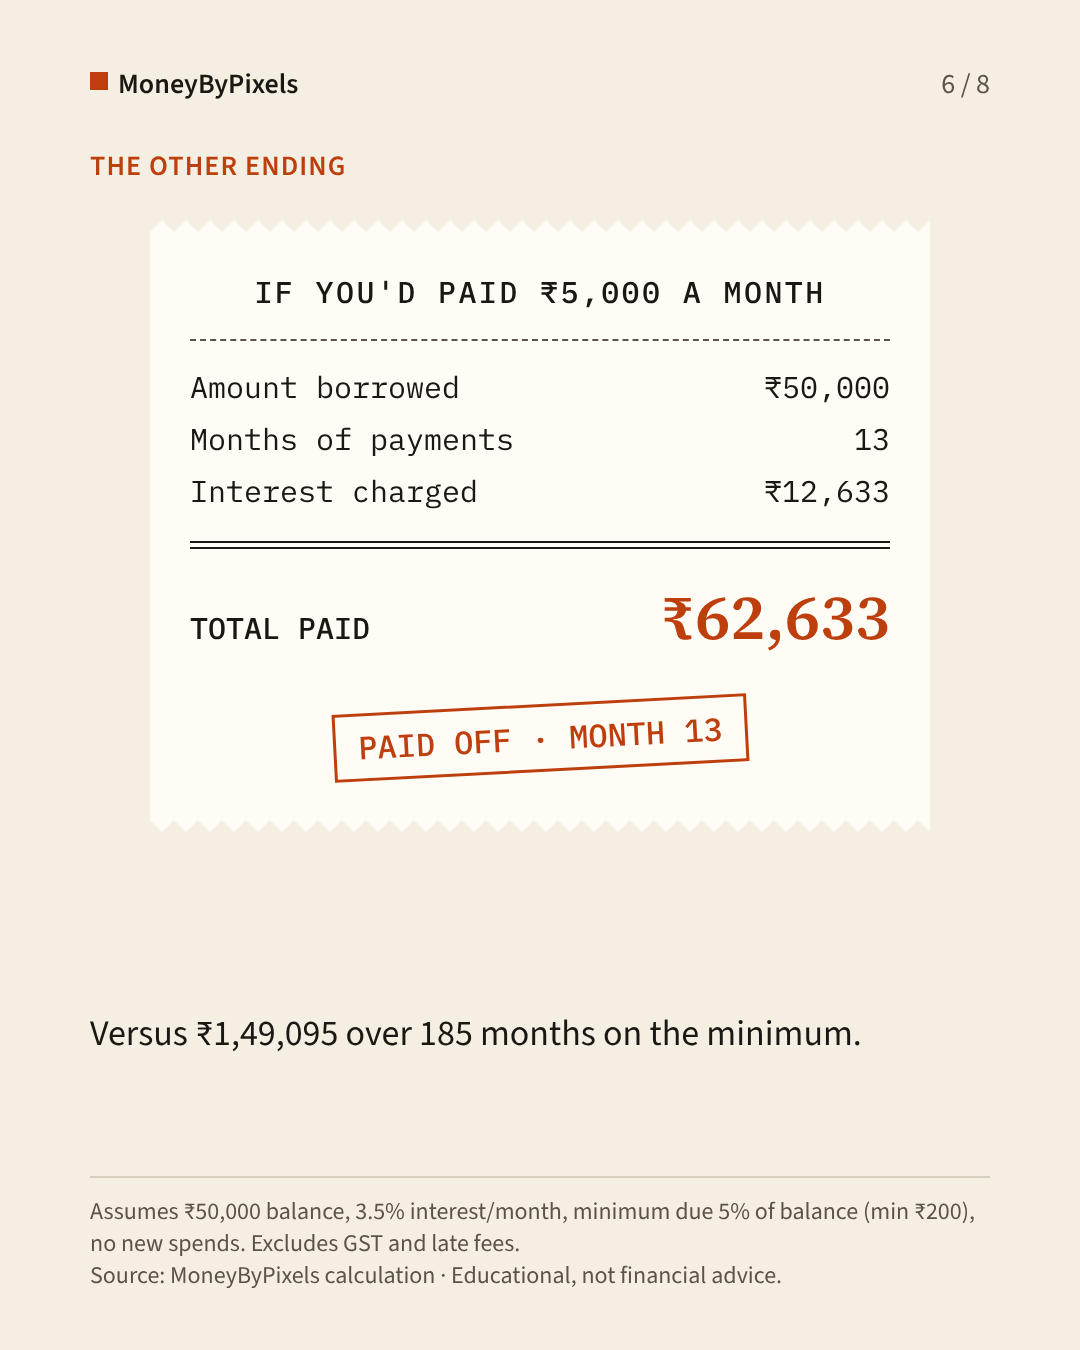 MoneyByPixels
6 / 8
THE OTHER ENDING
IF YOU'D PAID ₹5,000 A MONTH
Amount borrowed ₹50,000
Months of payments 13
Interest charged ₹12,633
TOTAL PAID ₹62,633
PAID OFF · MONTH 13
Versus ₹1,49,095 over 185 months on the minimum.
Assumes ₹50,000 balance, 3.5% interest/month, minimum due 5% of balance (min ₹200),
no new spends. Excludes GST and late fees.
Source: MoneyByPixels calculation · Educational, not financial advice.